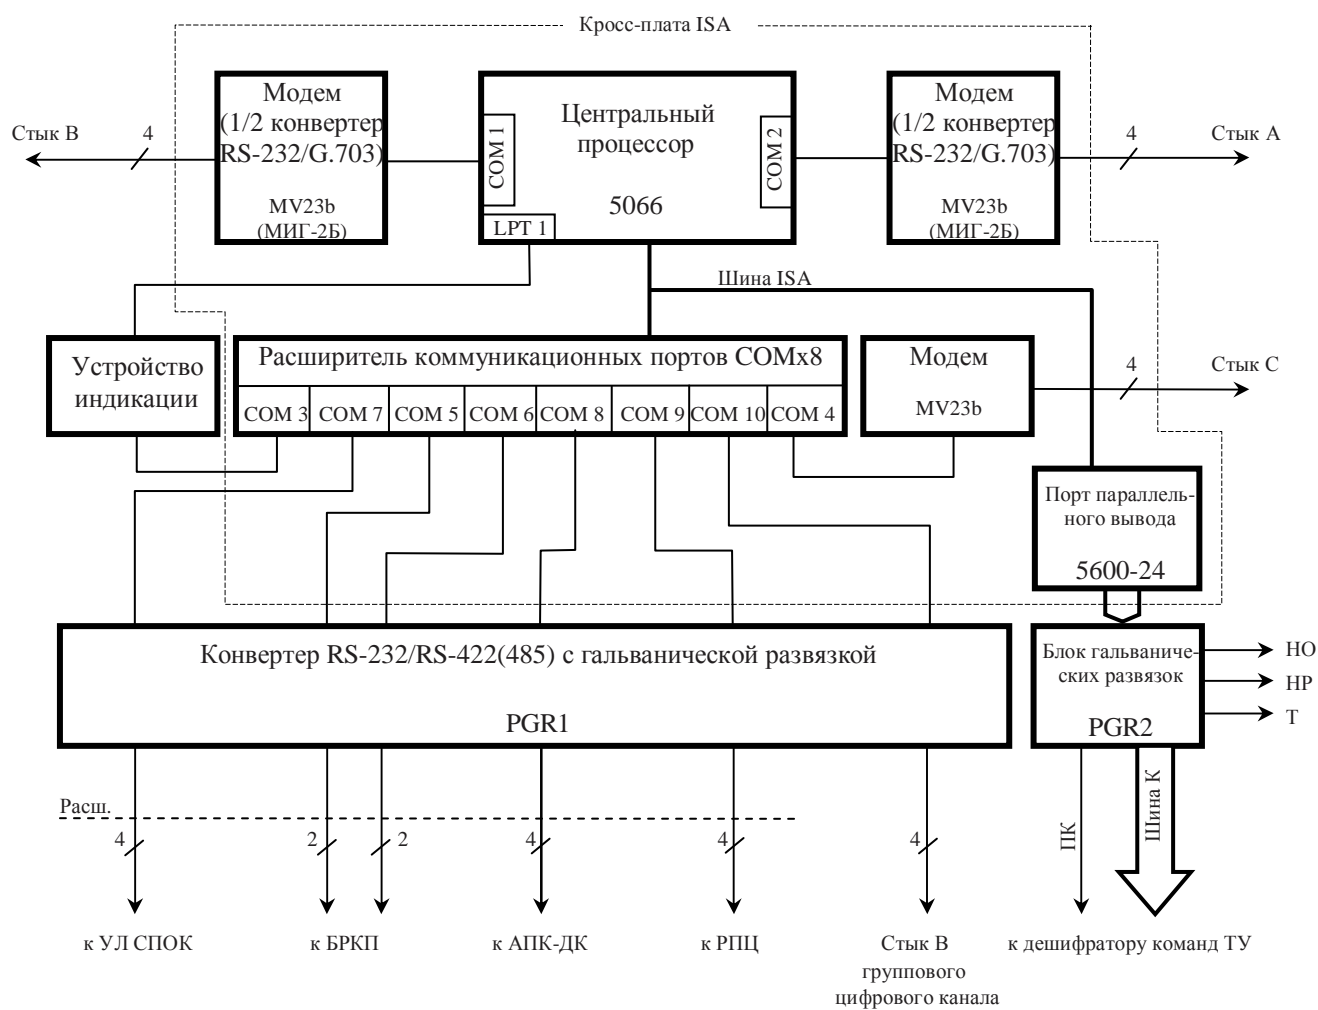 Кросс-плата ISA
Стык В
4
Модем
(1/2 конвертер
RS-232/G.703)
MV23b
(МИГ-2Б)
COM 1
Центральный
процессор
5066
LPT 1
COM 2
Модем
(1/2 конвертер
RS-232/G.703)
MV23b
(МИГ-2Б)
4
Стык А
Шина ISA
Устройство
индикации
Расширитель коммуникационных портов COMx8
COM 3
COM 7
COM 5
COM 6
COM 8
COM 9
COM 10
COM 4
Модем
MV23b
4
Стык С
Порт параллель-
ного вывода
5600-24
Конвертер RS-232/RS-422(485) с гальванической развязкой
PGR1
Блок гальваниче-
ских развязок
PGR2
НО
НР
Т
Расш.
4
2
2
4
4
4
ПК
Шина К
к УЛ СПОК
к БРКП
к АПК-ДК
к РПЦ
Стык В
группового
цифрового канала
к дешифратору команд ТУ